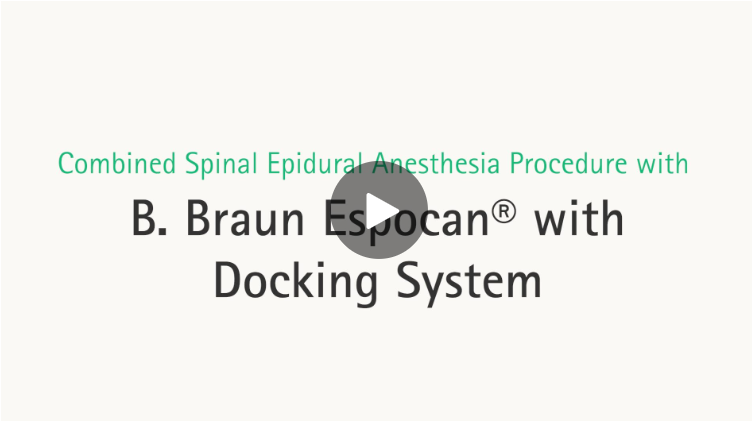 Combined Spinal Epidural Anesthesia Procedure with
B. Braun Espocan® with
Docking System